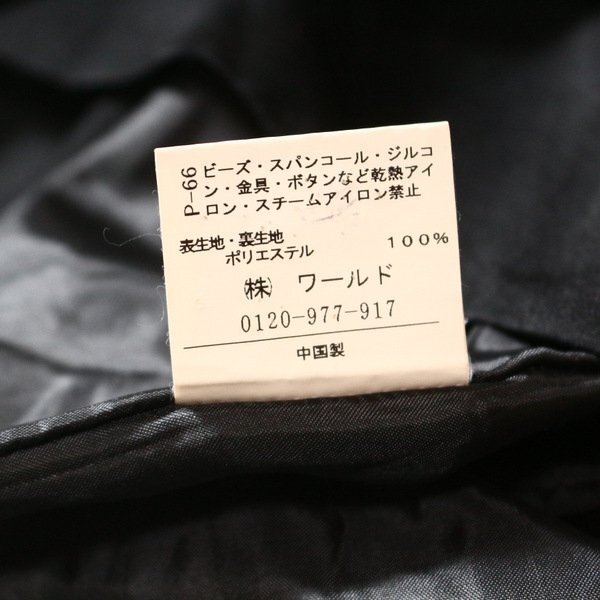 P-66
ビーズ・スパンコール・ジルコ
ン・金具・ボタンなど乾熱アイ
ロン・スチームアイロン禁止
表生地・裏生地
ポリエステル 100%
㈱ ワールド
0120-977-917
中国製